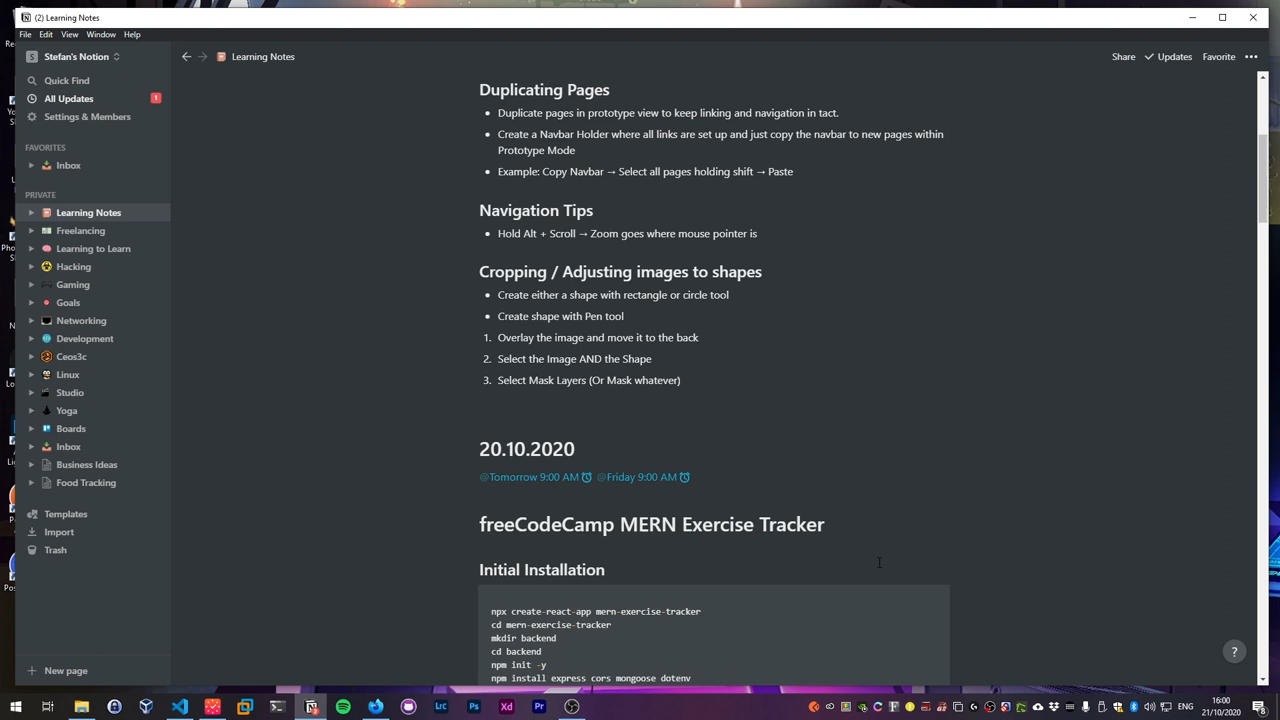 (2) Learning Notes
File Edit View Window Help
Stefan's Notion
Learning Notes
Share Updates Favorite
Quick Find
All Updates 1
Settings & Members
FAVORITES
Inbox
PRIVATE
Learning Notes
Freelancing
Learning to Learn
Hacking
Gaming
Goals
Networking
Development
Ceos3c
Linux
Studio
Yoga
Boards
Inbox
Business Ideas
Food Tracking
Templates
Import
Trash
New page
Duplicating Pages
• Duplicate pages in prototype view to keep linking and navigation in tact.
• Create a Navbar Holder where all links are set up and just copy the navbar to new pages within
Prototype Mode
• Example: Copy Navbar → Select all pages holding shift → Paste
Navigation Tips
• Hold Alt + Scroll → Zoom goes where mouse pointer is
Cropping / Adjusting images to shapes
• Create either a shape with rectangle or circle tool
• Create shape with Pen tool
1. Overlay the image and move it to the back
2. Select the Image AND the Shape
3. Select Mask Layers (Or Mask whatever)
20.10.2020
@Tomorrow 9:00 AM @Friday 9:00 AM
freeCodeCamp MERN Exercise Tracker
Initial Installation
npx create-react-app mern-exercise-tracker
cd mern-exercise-tracker
mkdir backend
cd backend
npm init -y
npm install express cors mongoose dotenv
?
Lrc Ps Xd Pr
ENG
16:00
21/10/2020